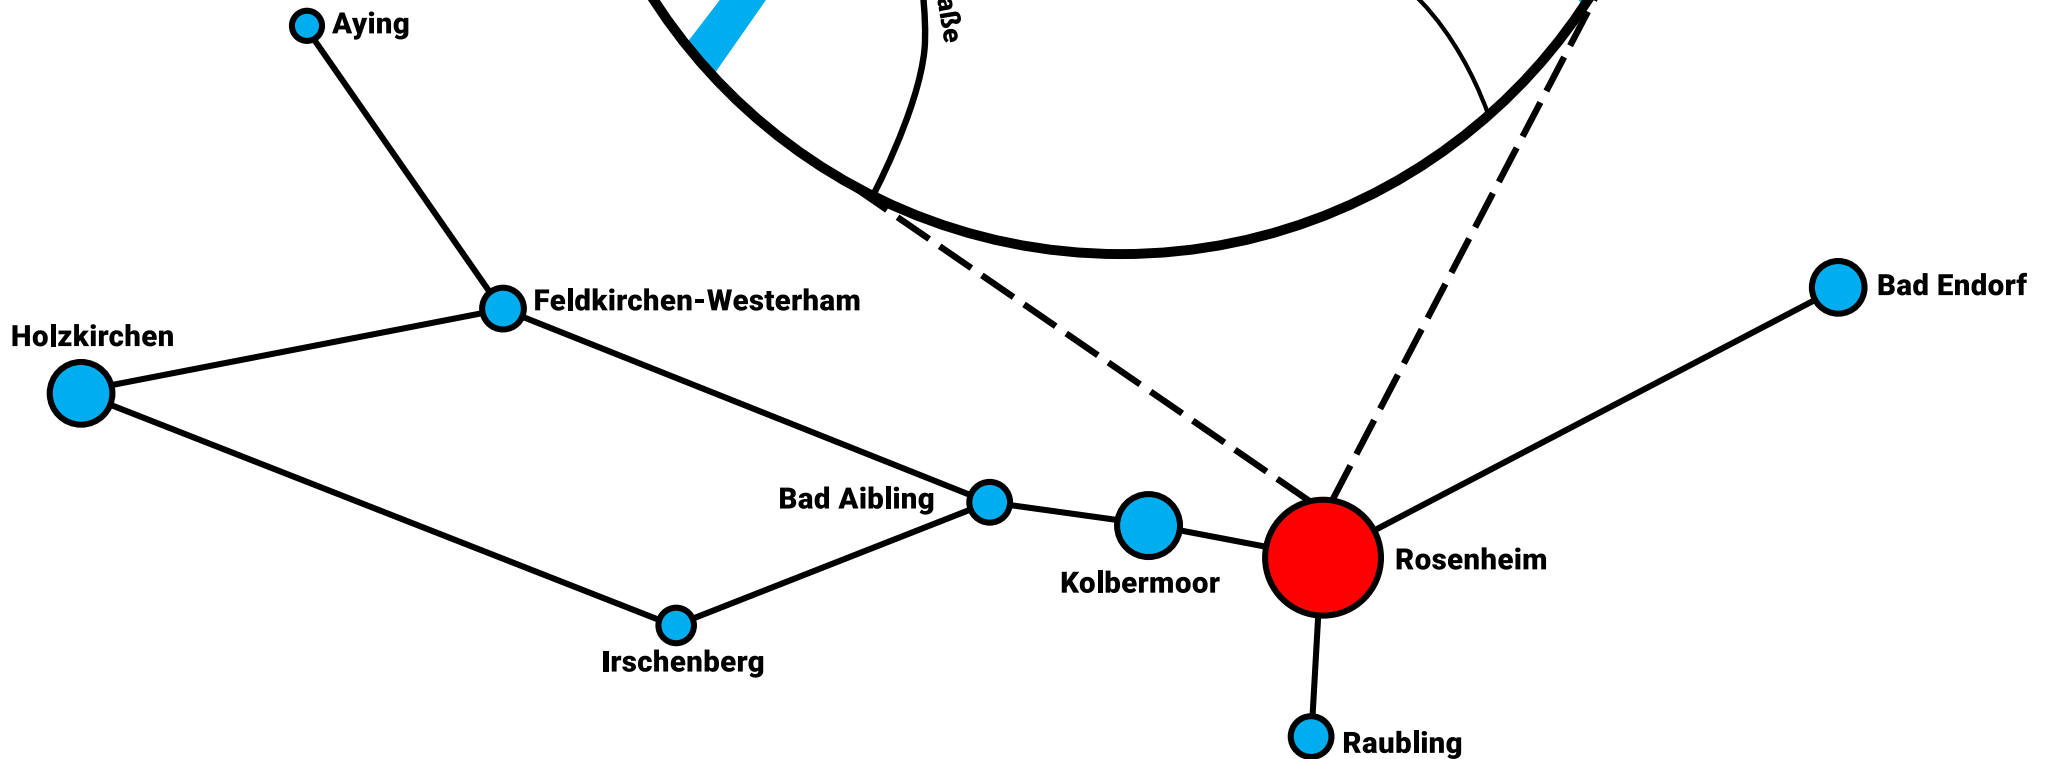 Aying
Feldkirchen-Westerham
Bad Endorf
Holzkirchen
Bad Aibling
Rosenheim
Kolbermoor
Irschenberg
Raubling